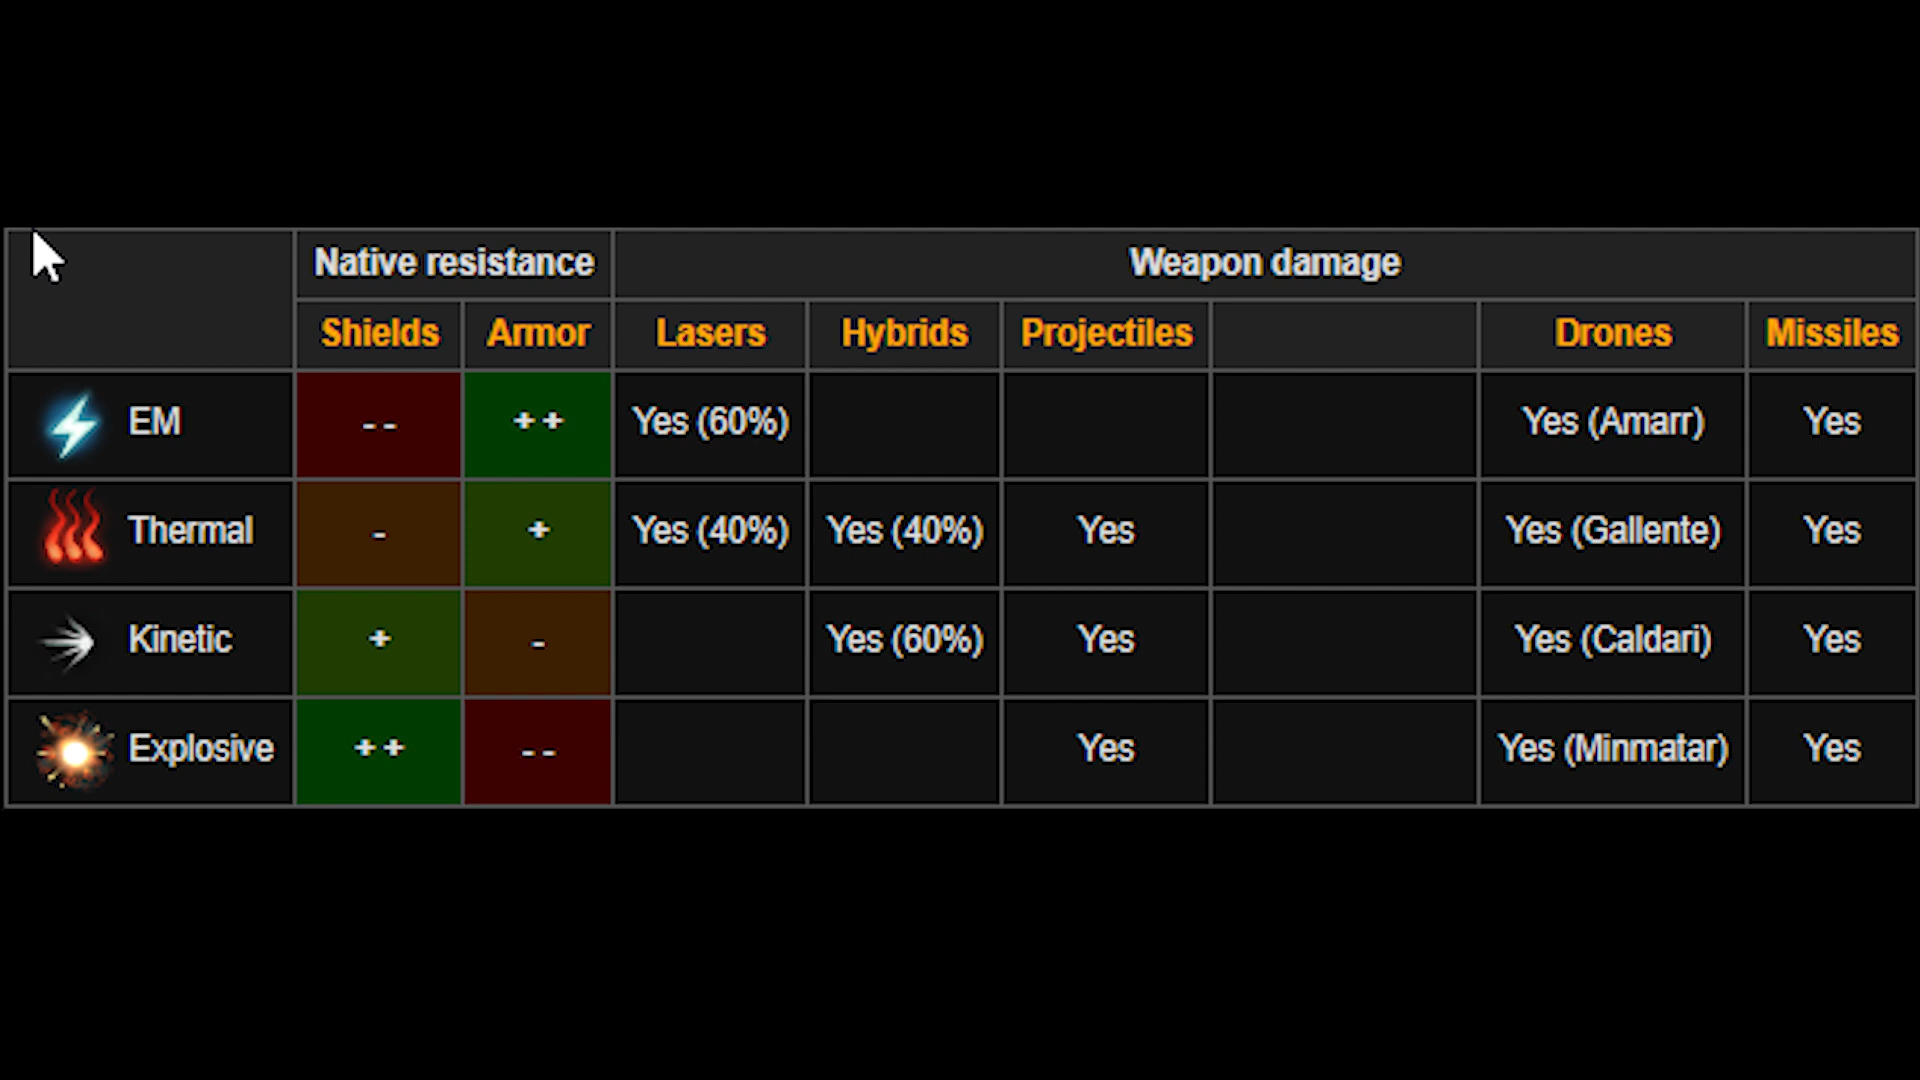 Native resistance Weapon damage
Shields Armor Lasers Hybrids Projectiles Drones Missiles
EM - - + + Yes (60%) Yes (Amarr) Yes
Thermal - + Yes (40%) Yes (40%) Yes Yes (Gallente) Yes
Kinetic + - Yes (60%) Yes Yes (Caldari) Yes
Explosive + + - - Yes Yes (Minmatar) Yes